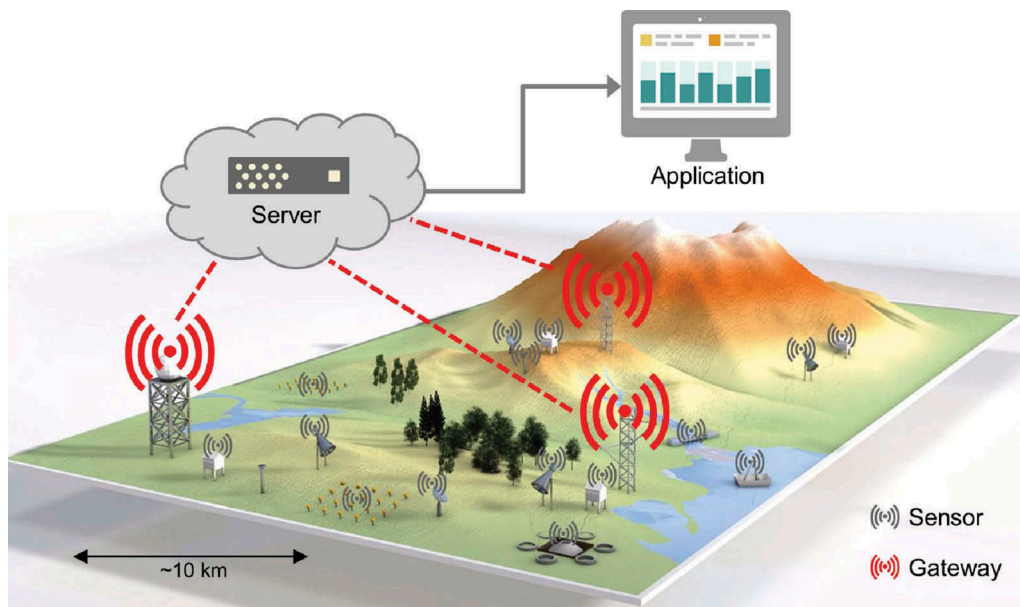 Application
Server
Sensor
Gateway
~10 km